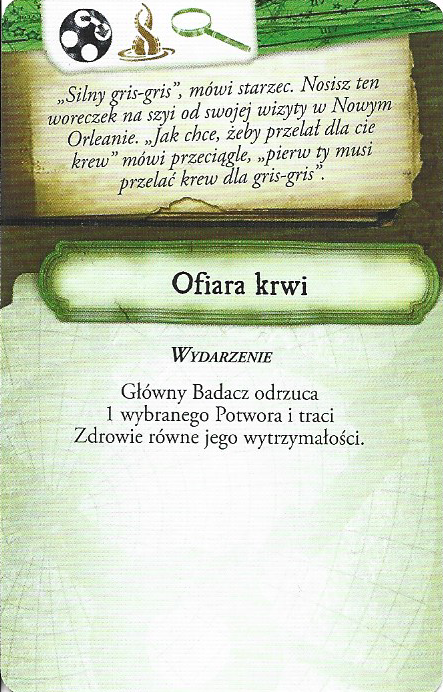 „Silny gris-gris”, mówi starzec. Nosisz ten
woreczek na szyi od swojej wizyty w Nowym
Orleanie. „Jak chce, żeby przelał dla cie
krew” mówi przeciągle, „pierw ty musi
przelać krew dla gris-gris”.
Ofiara krwi
WYDARZENIE
Główny Badacz odrzuca
1 wybranego Potwora i traci
Zdrowie równe jego wytrzymałości.